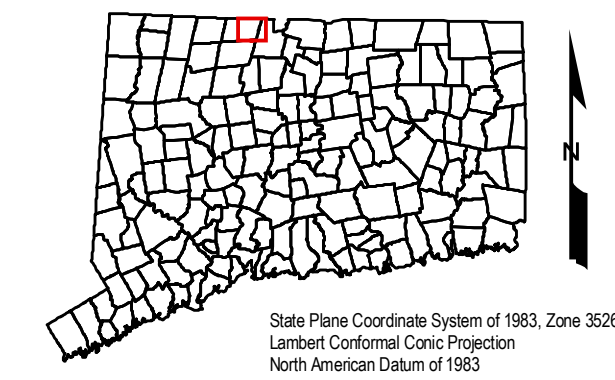 N
State Plane Coordinate System of 1983, Zone 3526
Lambert Conformal Conic Projection
North American Datum of 1983